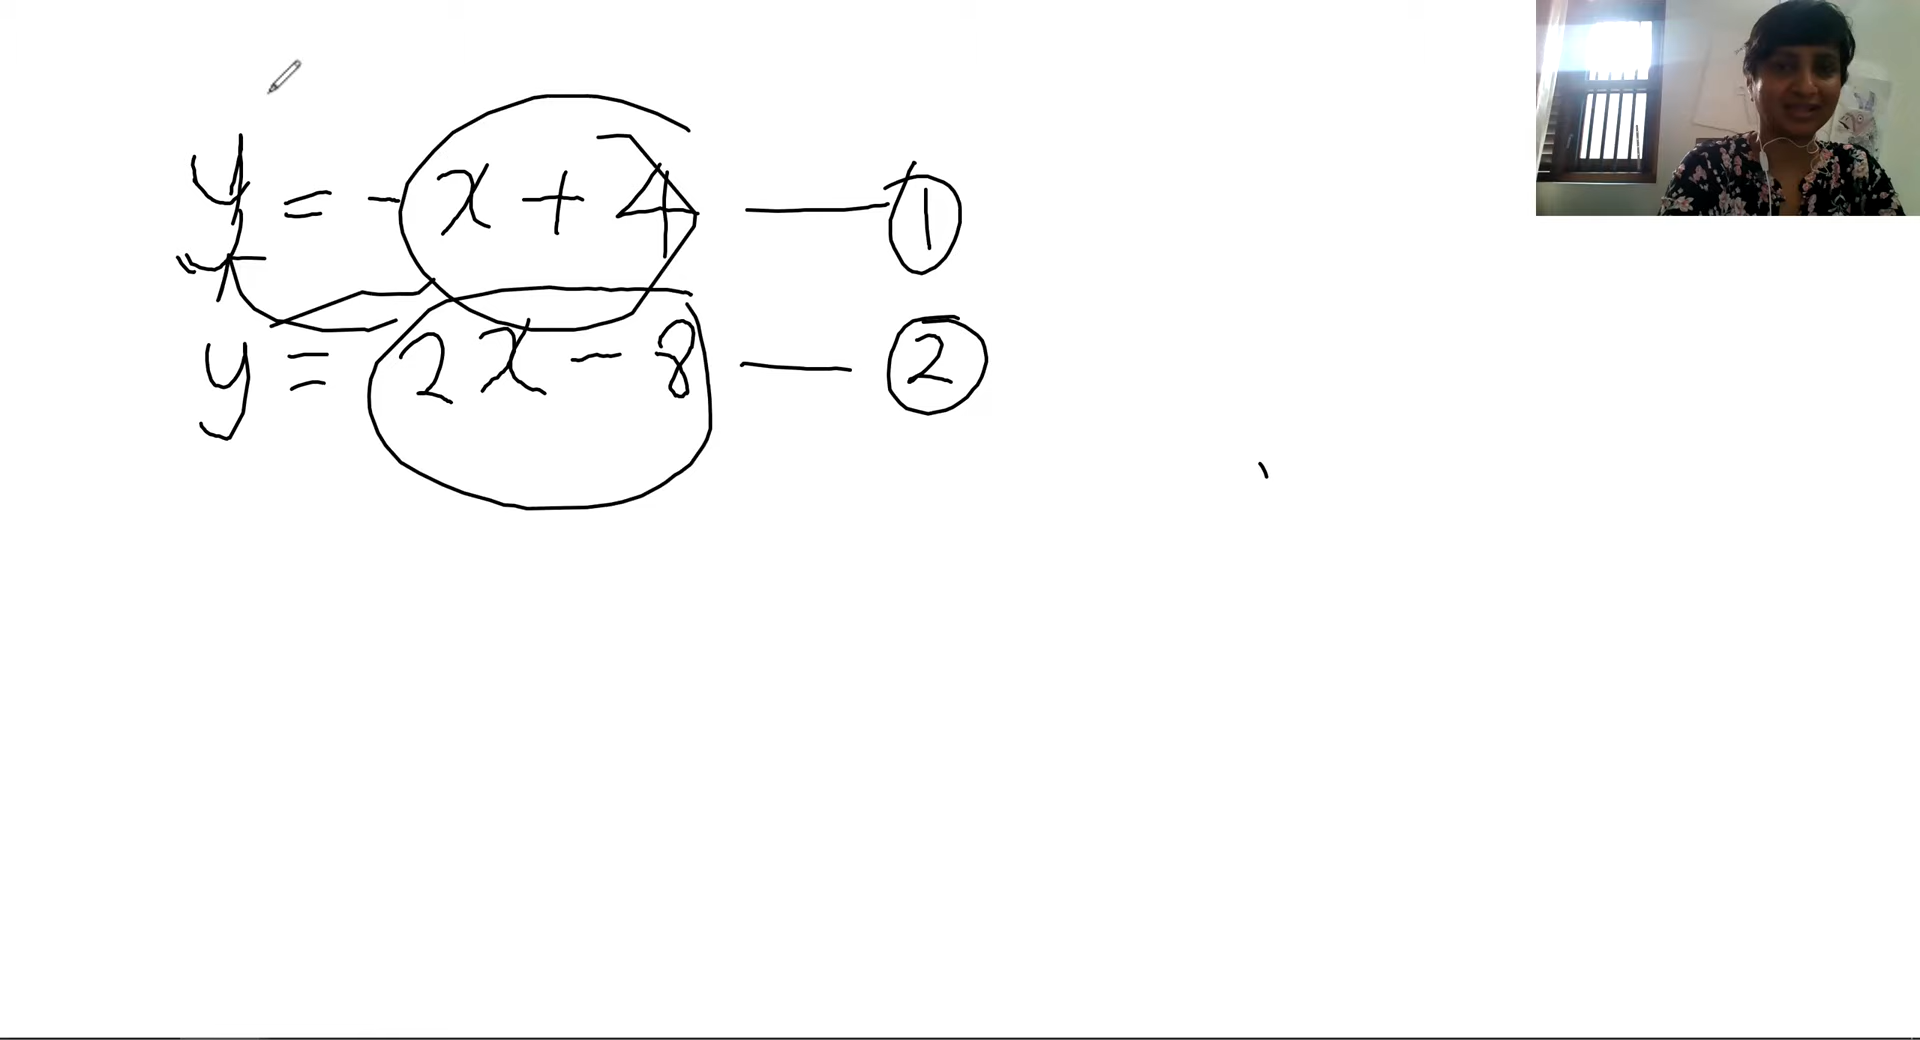 y = -x + 4 — ①
y = 2x - 8 — ②